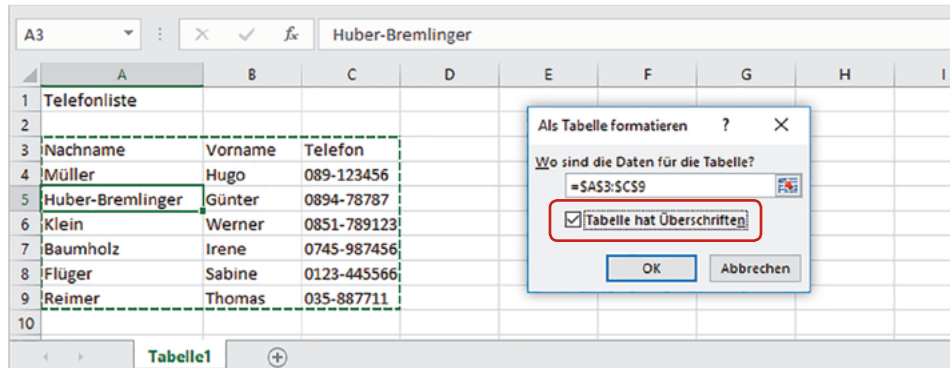 A3 fx Huber-Bremlinger
A B C D E F G H I
1 Telefonliste
2
3 Nachname Vorname Telefon
4 Müller Hugo 089-123456
5 Huber-Bremlinger Günter 0894-78787
6 Klein Werner 0851-789123
7 Baumholz Irene 0745-987456
8 Flüger Sabine 0123-445566
9 Reimer Thomas 035-887711
10
Tabelle1
Als Tabelle formatieren ?
Wo sind die Daten für die Tabelle?
=$A$3:$C$9
Tabelle hat Überschriften
OK Abbrechen